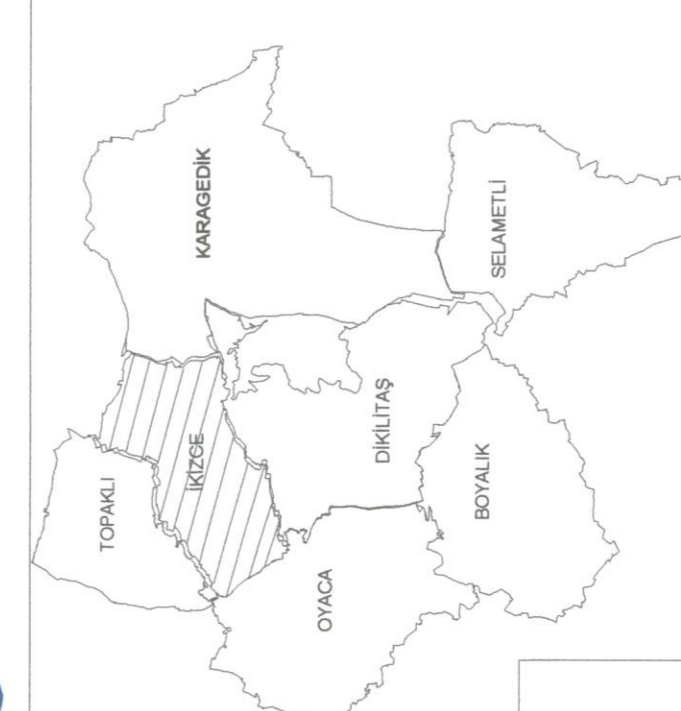 KARAGEDİK
SELAMETLİ
İKİZCE
DİKİLİTAŞ
TOPAKLI
BOYALIK
OYACA